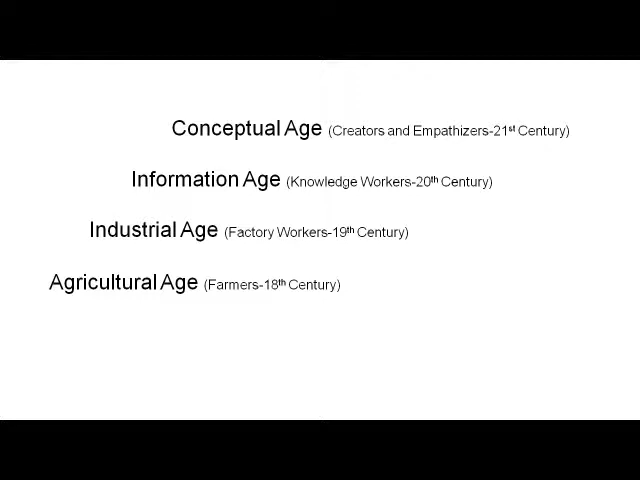 Conceptual Age (Creators and Empathizers-21st Century)
Information Age (Knowledge Workers-20th Century)
Industrial Age (Factory Workers-19th Century)
Agricultural Age (Farmers-18th Century)